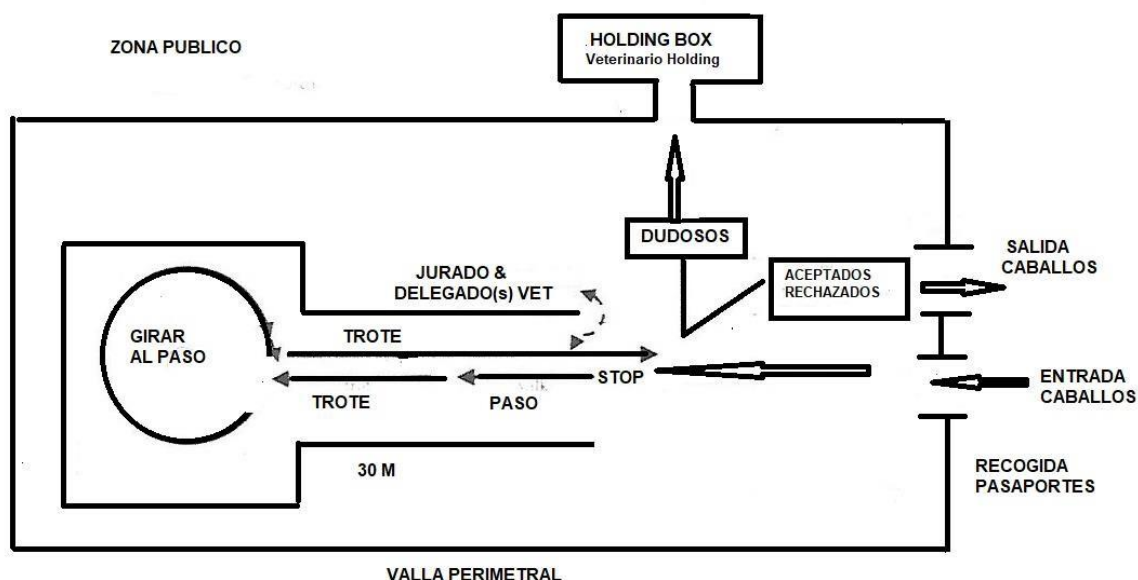 ZONA PUBLICO
HOLDING BOX
Veterinario Holding
DUDOSOS
SALIDA
CABALLOS
ACEPTADOS
RECHAZADOS
JURADO &
DELEGADO(s) VET
GIRAR
AL PASO
TROTE
STOP
TROTE
PASO
ENTRADA
CABALLOS
30 M
RECOGIDA
PASAPORTES
VALLA PERIMETRAL